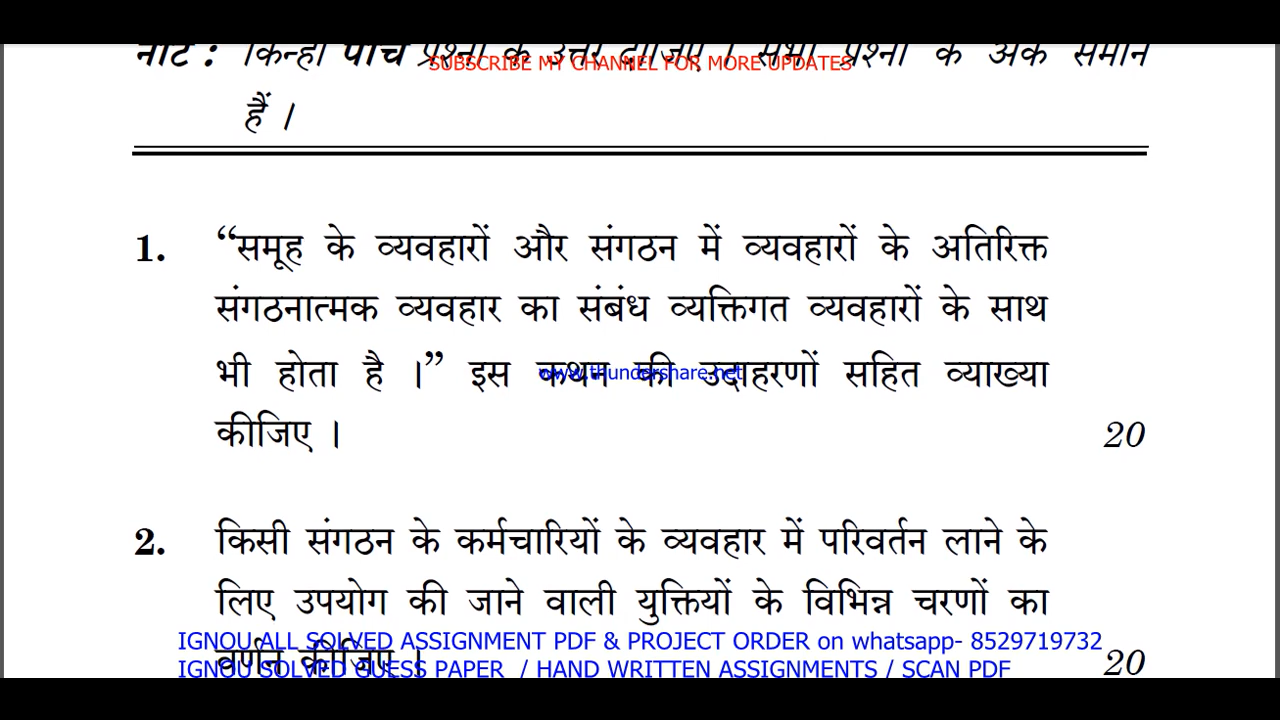 नोट : किन्हीं पाँच प्रश्नों के उत्तर दीजिए । सभी प्रश्नों के अंक समान
SUBSCRIBE MY CHANNEL FOR MORE UPDATES
हैं ।
1. “समूह के व्यवहारों और संगठन में व्यवहारों के अतिरिक्त
संगठनात्मक व्यवहार का संबंध व्यक्तिगत व्यवहारों के साथ
भी होता है ।” इस कथन की उदाहरणों सहित व्याख्या
www.thundershare.net
कीजिए । 20
2. किसी संगठन के कर्मचारियों के व्यवहार में परिवर्तन लाने के
लिए उपयोग की जाने वाली युक्तियों के विभिन्न चरणों का
IGNOU ALL SOLVED ASSIGNMENT PDF & PROJECT ORDER on whatsapp- 8529719732
वर्णन कीजिए । 20
IGNOU SOLVED GUESS PAPER / HAND WRITTEN ASSIGNMENTS / SCAN PDF